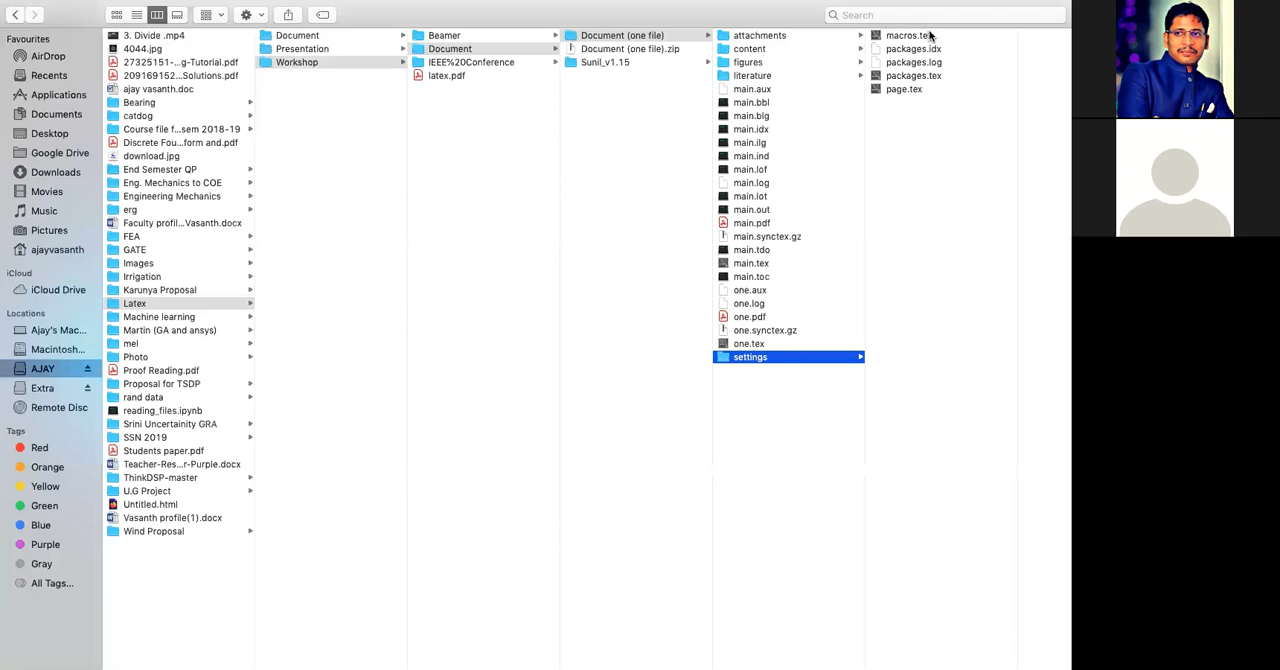 Search
Favourites
AirDrop
Recents
Applications
Documents
Desktop
Google Drive
Downloads
Movies
Music
Pictures
ajayvasanth
iCloud
iCloud Drive
Locations
Ajay's Mac...
Macintosh...
AJAY
Extra
Remote Disc
Tags
Red
Orange
Yellow
Green
Blue
Purple
Gray
All Tags...
3. Divide .mp4
4044.jpg
27325151-...g-Tutorial.pdf
209169152...Solutions.pdf
ajay vasanth.doc
Bearing
catdog
Course file f...sem 2018-19
Discrete Fou...form and.pdf
download.jpg
End Semester QP
Eng. Mechanics to COE
Engineering Mechanics
erg
Faculty profil...Vasanth.docx
FEA
GATE
Images
Irrigation
Karunya Proposal
Latex
Machine learning
Martin (GA and ansys)
mel
Photo
Proof Reading.pdf
Proposal for TSDP
rand data
reading_files.ipynb
Srini Uncertainity GRA
SSN 2019
Students paper.pdf
Teacher-Res...r-Purple.docx
ThinkDSP-master
U.G Project
Untitled.html
Vasanth profile(1).docx
Wind Proposal
Document
Presentation
Workshop
Beamer
Document
IEEE%20Conference
latex.pdf
Document (one file)
Document (one file).zip
Sunil_v1.15
attachments
content
figures
literature
main.aux
main.bbl
main.blg
main.idx
main.ilg
main.ind
main.lof
main.log
main.lot
main.out
main.pdf
main.synctex.gz
main.tdo
main.tex
main.toc
one.aux
one.log
one.pdf
one.synctex.gz
one.tex
settings
macros.tex
packages.idx
packages.log
packages.tex
page.tex